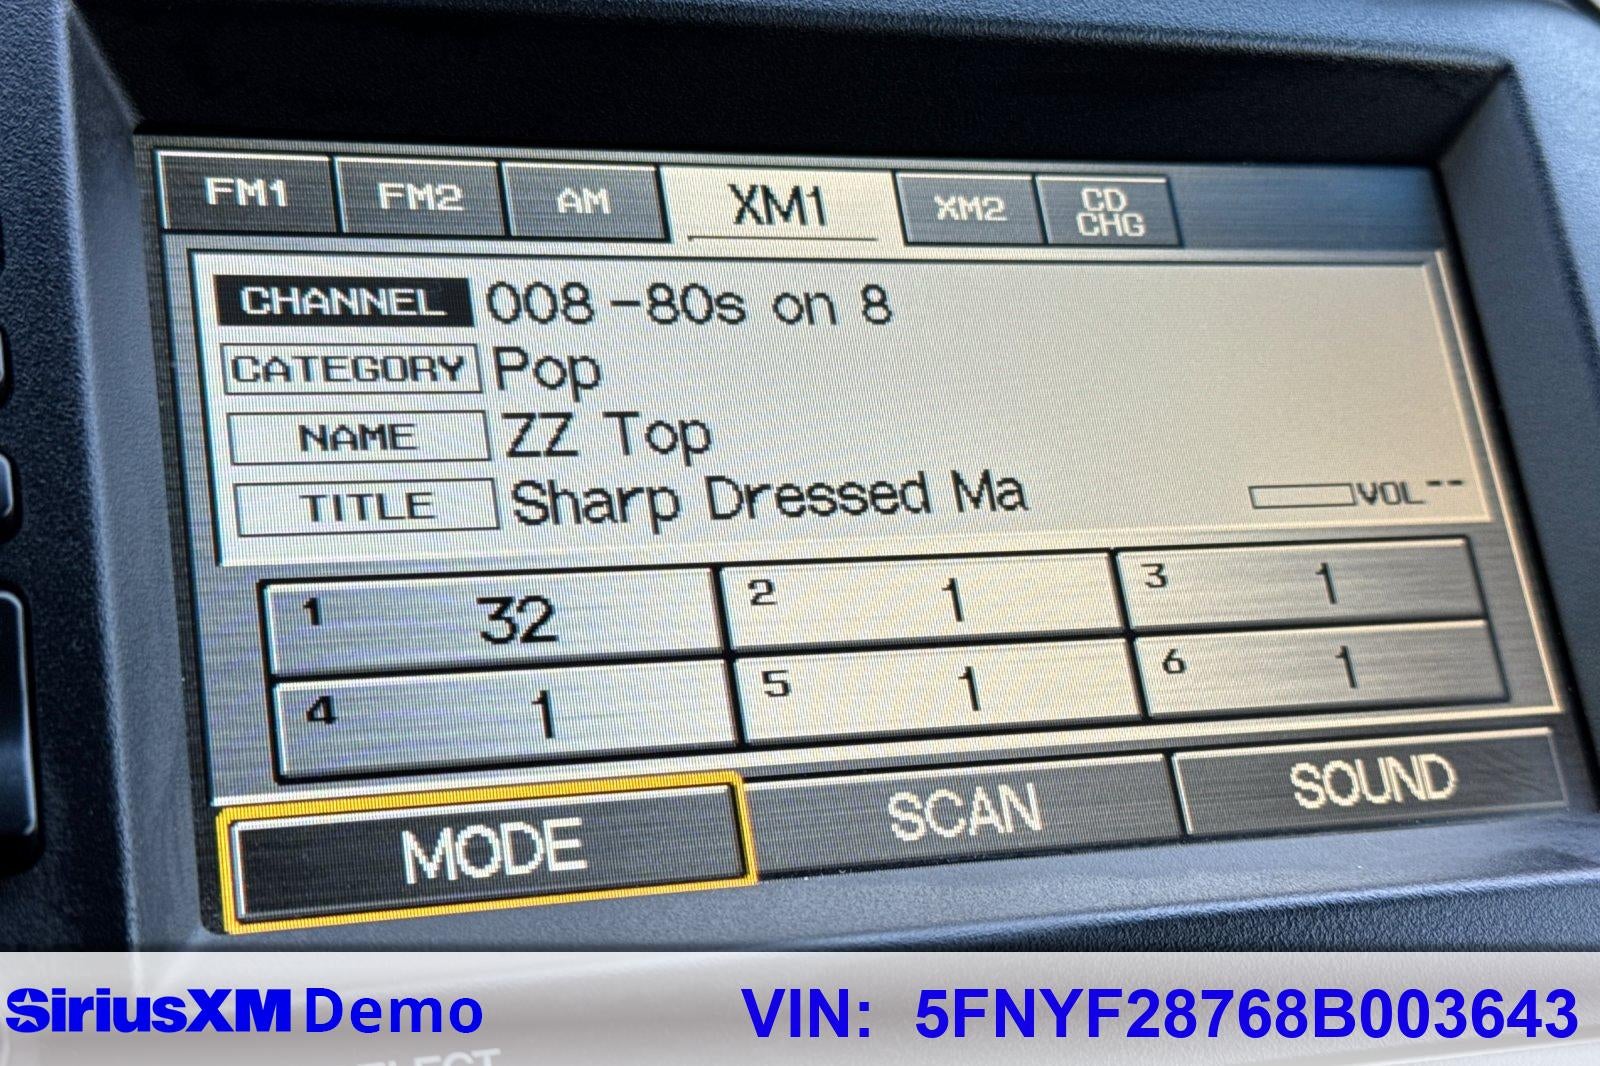 FM1 FM2 AM XM1 XM2 CD CHG
CHANNEL 008-80s on 8
CATEGORY Pop
NAME ZZ Top
TITLE Sharp Dressed Ma VOL--
1 32 2 1 3 1
4 1 5 1 6 1
MODE SCAN SOUND
SiriusXM Demo VIN: 5FNYF28768B003643